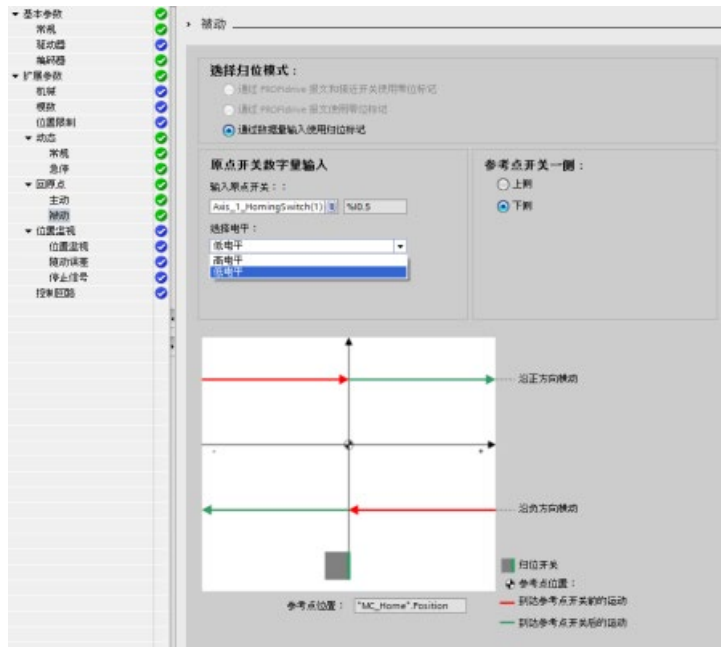 基本参数
常规
驱动器
编码器
扩展参数
机械
模数
位置限制
动态
常规
急停
回原点
主动
被动
位置监视
位置监视
随动误差
停止信号
控制回路
被动
选择归位模式：
通过 PROFIdrive 报文和接近开关使用零位标记
通过 PROFIdrive 报文使用零位标记
通过数据量输入使用归位标记
原点开关数字量输入
输入原点开关：：
Axis_1_HomingSwitch(1) %I0.5
选择电平：
低电平
高电平
低电平
参考点开关一侧：
上侧
下侧
沿正方向被动
- +
沿负方向被动
归位开关
参考点位置：
到达参考点开关前的运动
到达参考点开关后的运动
参考点位置： "MC_Home".Position